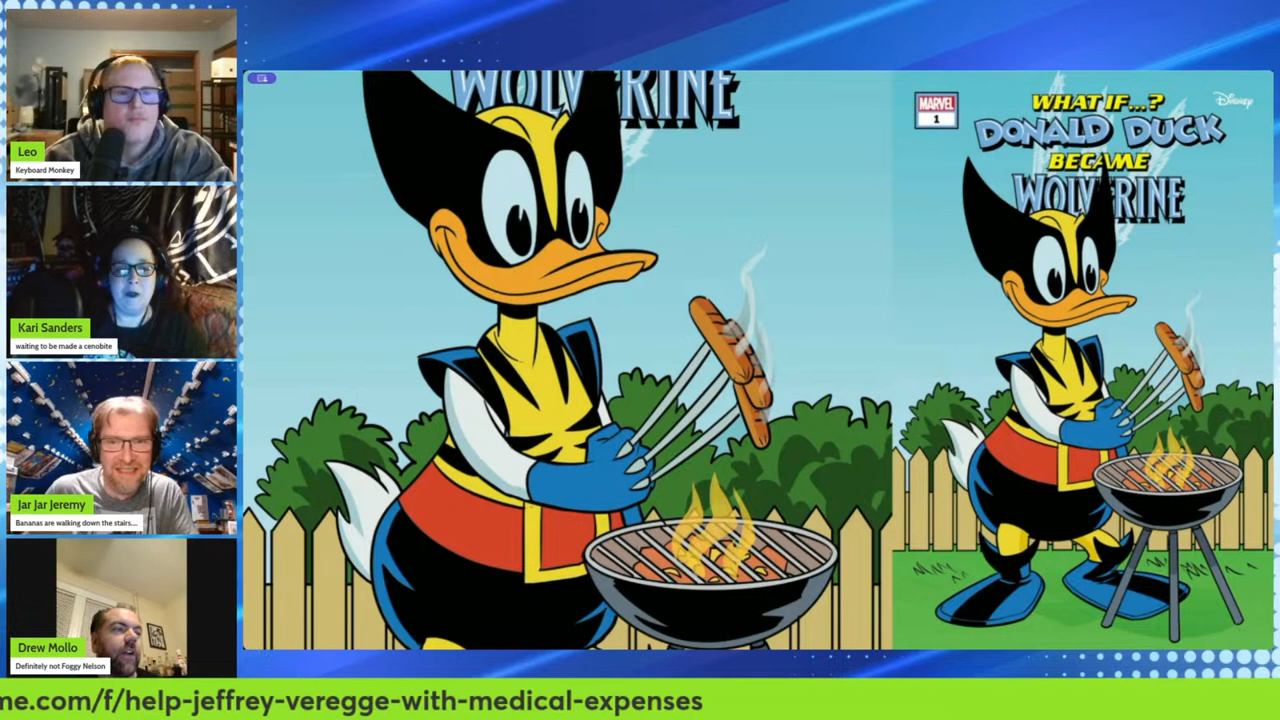 Leo
Keyboard Monkey
Kari Sanders
waiting to be made a cenobite
Jar Jar Jeremy
Bananas are walking down the stairs....
Drew Mollo
Definitely not Foggy Nelson
WOLVERINE
MARVEL
1
WHAT IF...?
DONALD DUCK
BECAME
WOLVERINE
Disney
me.com/f/help-jeffrey-veregge-with-medical-expenses